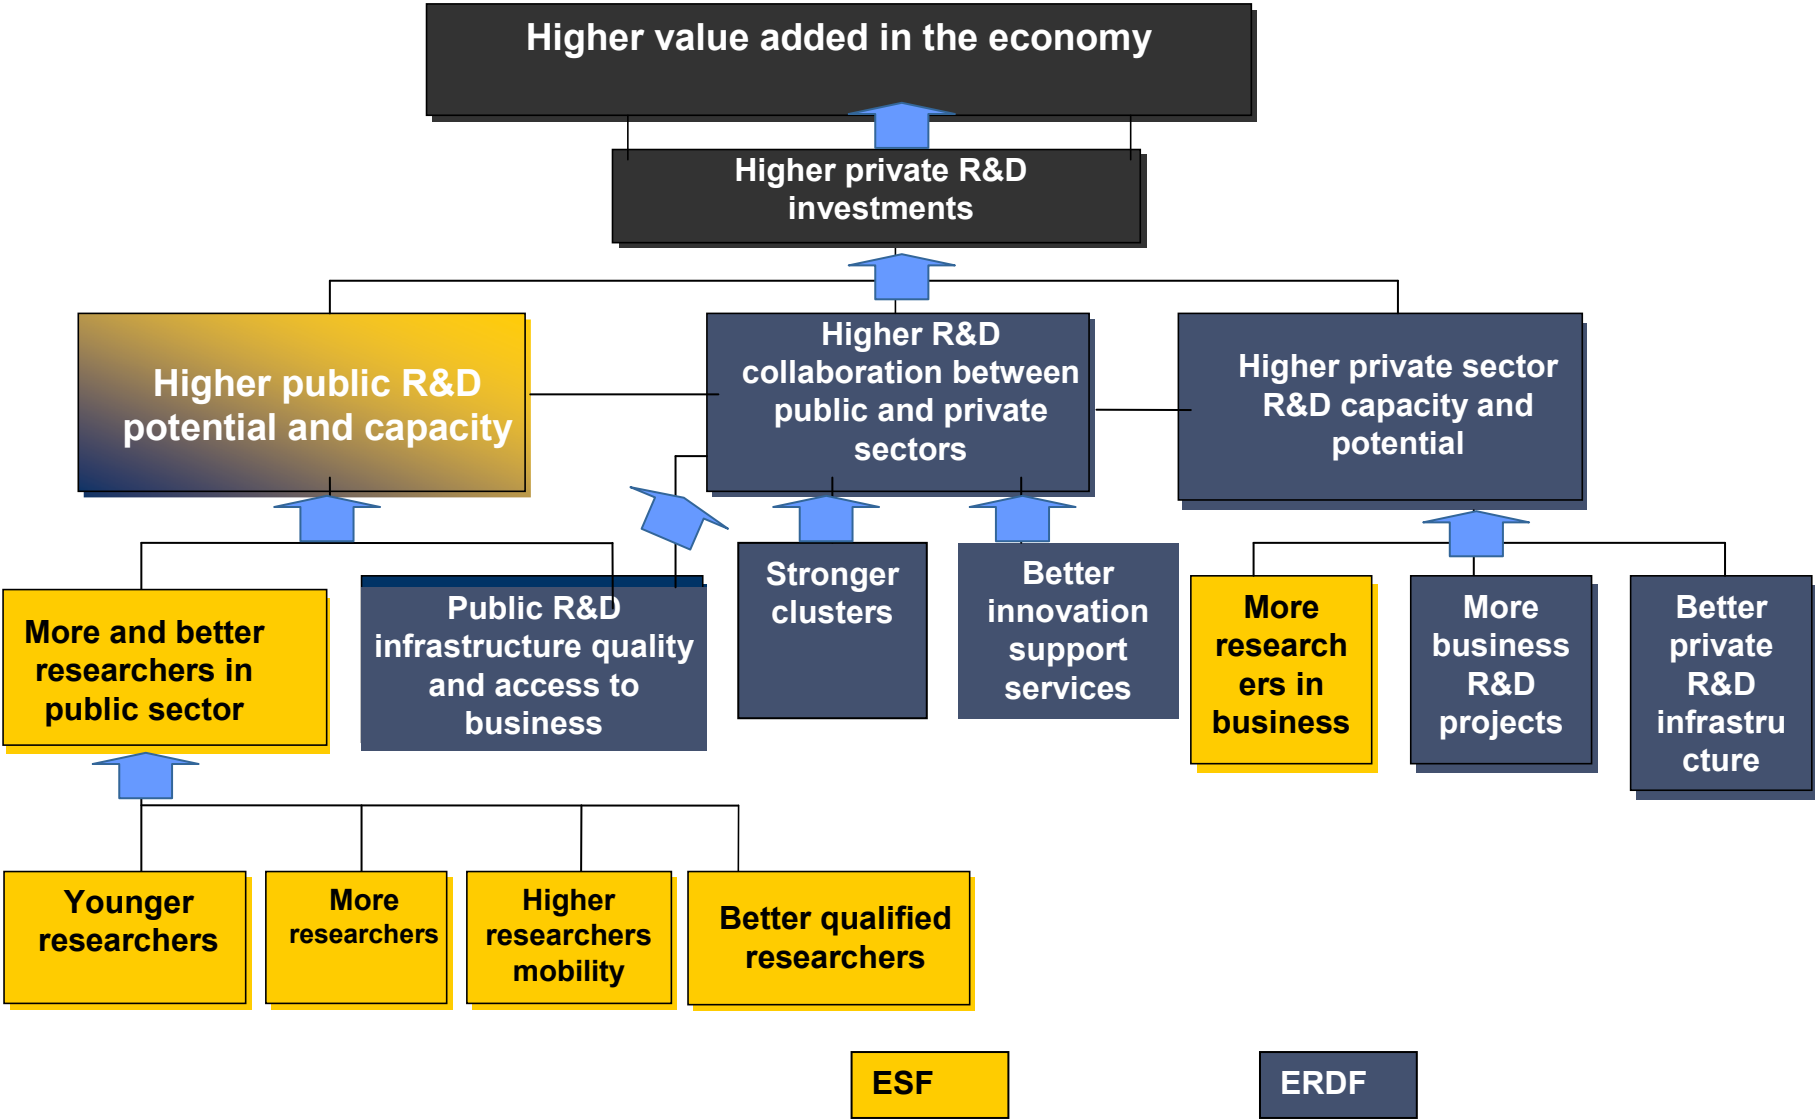 Higher value added in the economy
Higher private R&D
investments
Higher public R&D
potential and capacity
Higher R&D
collaboration between
public and private
sectors
Higher private sector
R&D capacity and
potential
More and better
researchers in
public sector
Public R&D
infrastructure quality
and access to
business
Stronger
clusters
Better
innovation
support
services
More
research
ers in
business
More
business
R&D
projects
Better
private
R&D
infrastru
cture
Younger
researchers
More
researchers
Higher
researchers
mobility
Better qualified
researchers
ESF
ERDF